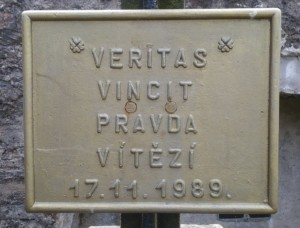 VERITAS
VINCIT
PRAVDA
VÍTĚZÍ
17.11.1989.